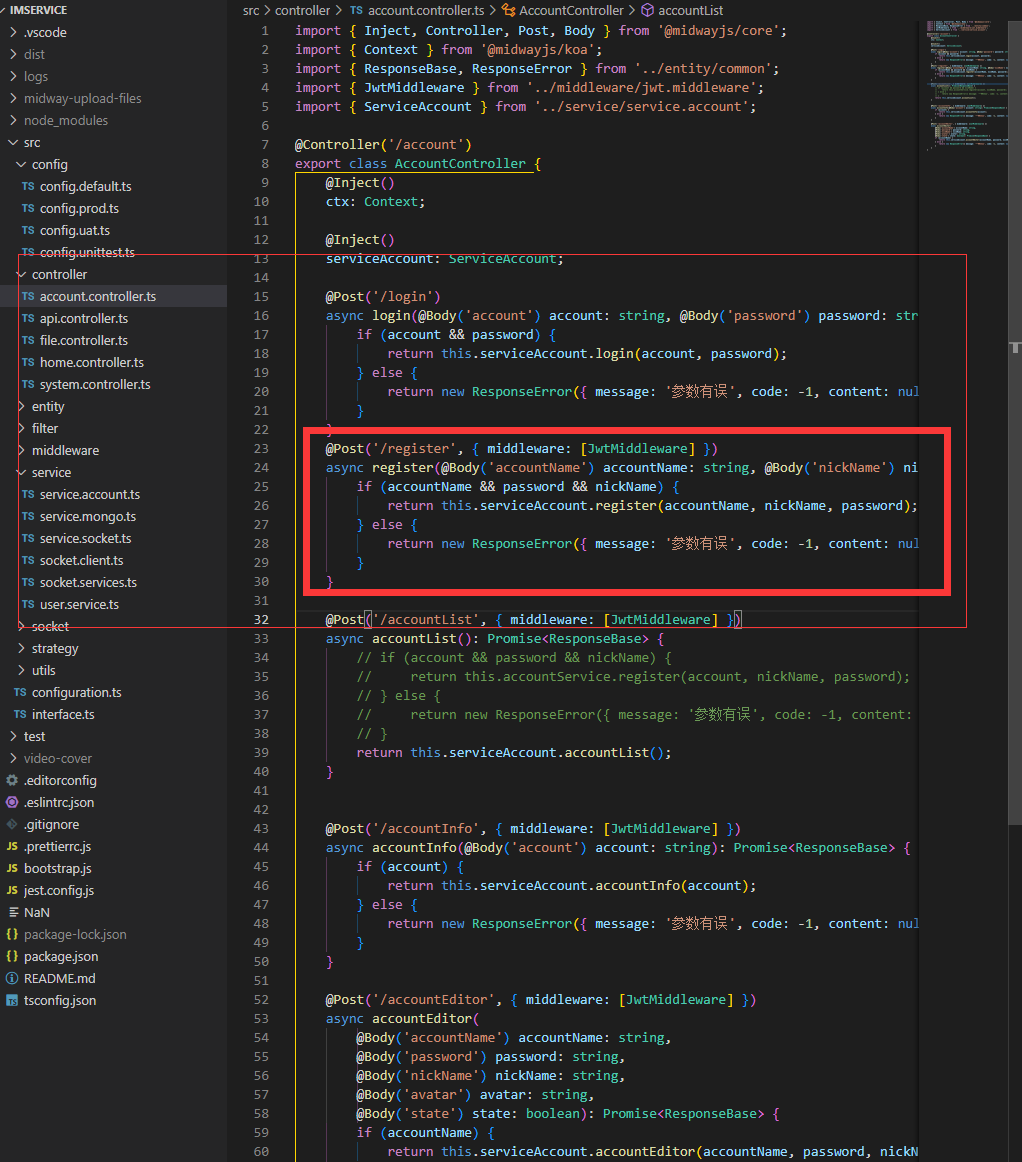 IMSERVICE
.vscode
dist
logs
midway-upload-files
node_modules
src
config
TS config.default.ts
TS config.prod.ts
TS config.uat.ts
TS config.unittest.ts
controller
TS account.controller.ts
TS api.controller.ts
TS file.controller.ts
TS home.controller.ts
TS system.controller.ts
entity
filter
middleware
service
TS service.account.ts
TS service.mongo.ts
TS service.socket.ts
TS socket.client.ts
TS socket.services.ts
TS user.service.ts
socket
strategy
utils
TS configuration.ts
TS interface.ts
test
video-cover
.editorconfig
.eslintrc.json
.gitignore
JS .prettierrc.js
JS bootstrap.js
JS jest.config.js
NaN
{} package-lock.json
{} package.json
README.md
TS tsconfig.json
src > controller > TS account.controller.ts > AccountController > accountList
1 import { Inject, Controller, Post, Body } from '@midwayjs/core';
2 import { Context } from '@midwayjs/koa';
3 import { ResponseBase, ResponseError } from '../entity/common';
4 import { JwtMiddleware } from '../middleware/jwt.middleware';
5 import { ServiceAccount } from '../service/service.account';
6
7 @Controller('/account')
8 export class AccountController {
9 @Inject()
10 ctx: Context;
11
12 @Inject()
13 serviceAccount: ServiceAccount;
14
15 @Post('/login')
16 async login(@Body('account') account: string, @Body('password') password: str
17 if (account && password) {
18 return this.serviceAccount.login(account, password);
19 } else {
20 return new ResponseError({ message: '参数有误', code: -1, content: nul
21 }
22 }
23 @Post('/register', { middleware: [JwtMiddleware] })
24 async register(@Body('accountName') accountName: string, @Body('nickName') ni
25 if (accountName && password && nickName) {
26 return this.serviceAccount.register(accountName, nickName, password);
27 } else {
28 return new ResponseError({ message: '参数有误', code: -1, content: nul
29 }
30 }
31
32 @Post('/accountList', { middleware: [JwtMiddleware] })
33 async accountList(): Promise<ResponseBase> {
34 // if (account && password && nickName) {
35 // return this.accountService.register(account, nickName, password);
36 // } else {
37 // return new ResponseError({ message: '参数有误', code: -1, content:
38 // }
39 return this.serviceAccount.accountList();
40 }
41
42
43 @Post('/accountInfo', { middleware: [JwtMiddleware] })
44 async accountInfo(@Body('account') account: string): Promise<ResponseBase> {
45 if (account) {
46 return this.serviceAccount.accountInfo(account);
47 } else {
48 return new ResponseError({ message: '参数有误', code: -1, content: nul
49 }
50 }
51
52 @Post('/accountEditor', { middleware: [JwtMiddleware] })
53 async accountEditor(
54 @Body('accountName') accountName: string,
55 @Body('password') password: string,
56 @Body('nickName') nickName: string,
57 @Body('avatar') avatar: string,
58 @Body('state') state: boolean): Promise<ResponseBase> {
59 if (accountName) {
60 return this.serviceAccount.accountEditor(accountName, password, nickN